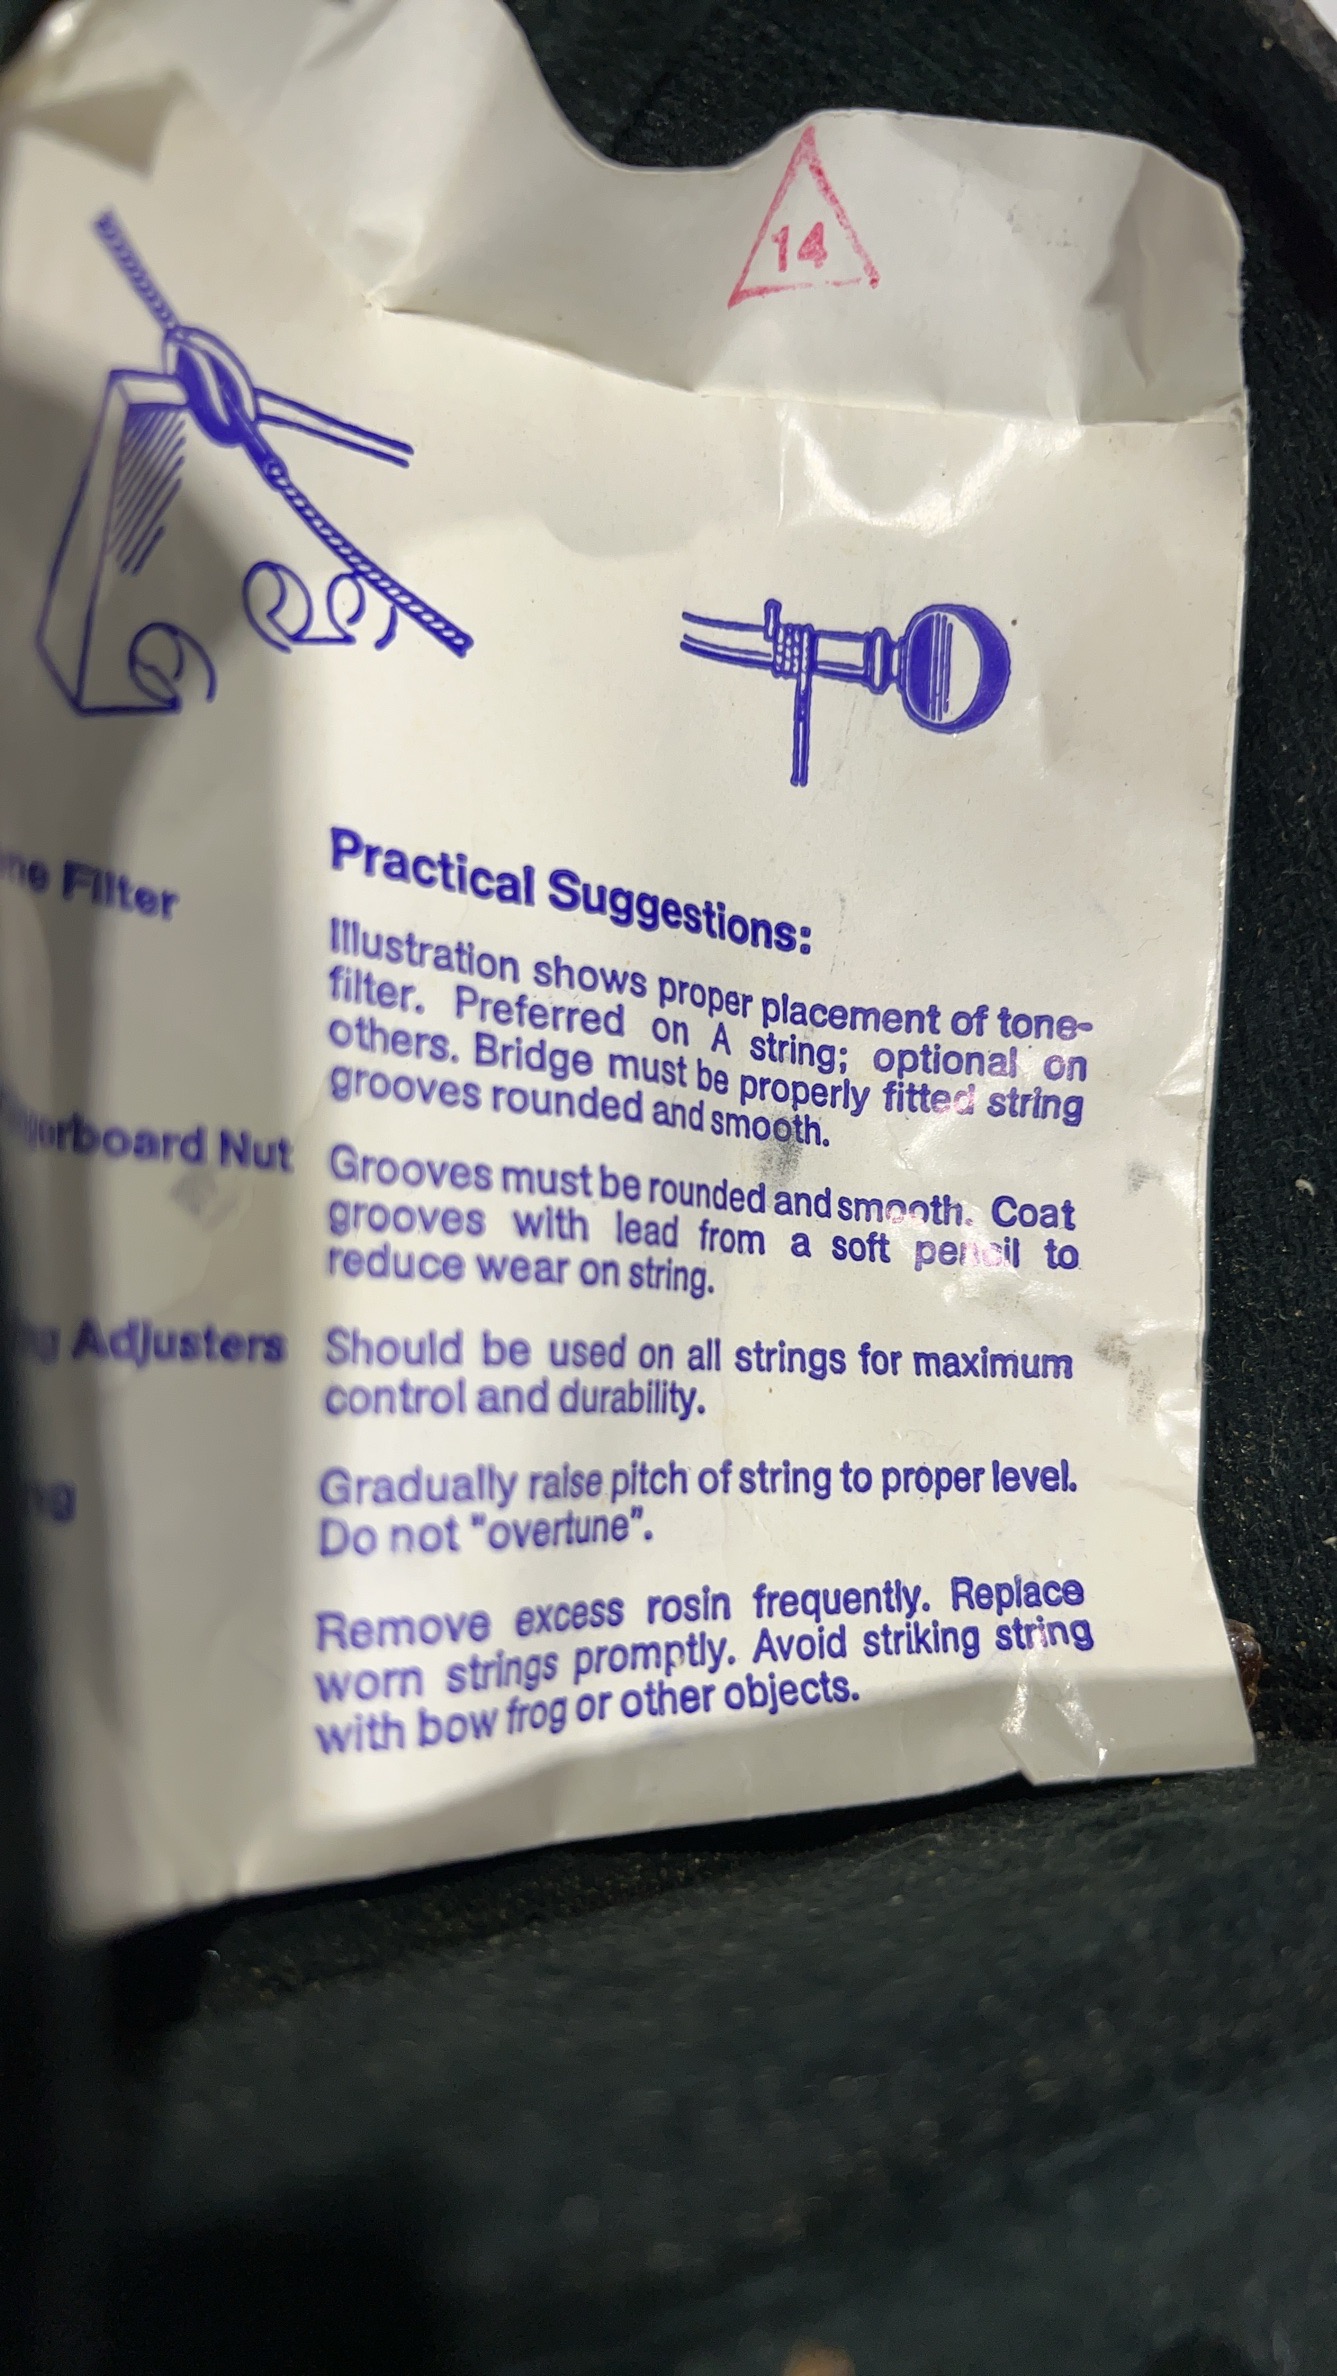 14
Practical Suggestions:
Filter
Illustration shows proper placement of tone-
filter. Preferred on A string; optional on
others. Bridge must be properly fitted string
grooves rounded and smooth.
Nut
Grooves must be rounded and smooth. Coat
grooves with lead from a soft pencil to
reduce wear on string.
Adjusters
Should be used on all strings for maximum
control and durability.
Gradually raise pitch of string to proper level.
Do not "overtune".
Remove excess rosin frequently. Replace
worn strings promptly. Avoid striking string
with bow frog or other objects.